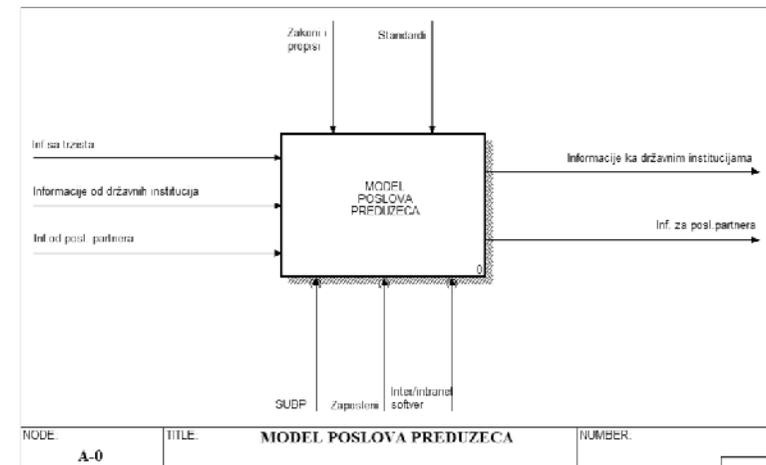 Zakoni i
propisi
Standardi
Inf sa trzista
Informacije od državnih institucija
Inf od posl. partnera
MODEL
POSLOVA
PREDUZECA
0
Informacije ka državnim institucijama
Inf. za posl.partnera
SUBP
Zaposleni
Inter/intranet
softver
NODE:
A-0
TITLE:
MODEL POSLOVA PREDUZECA
NUMBER: